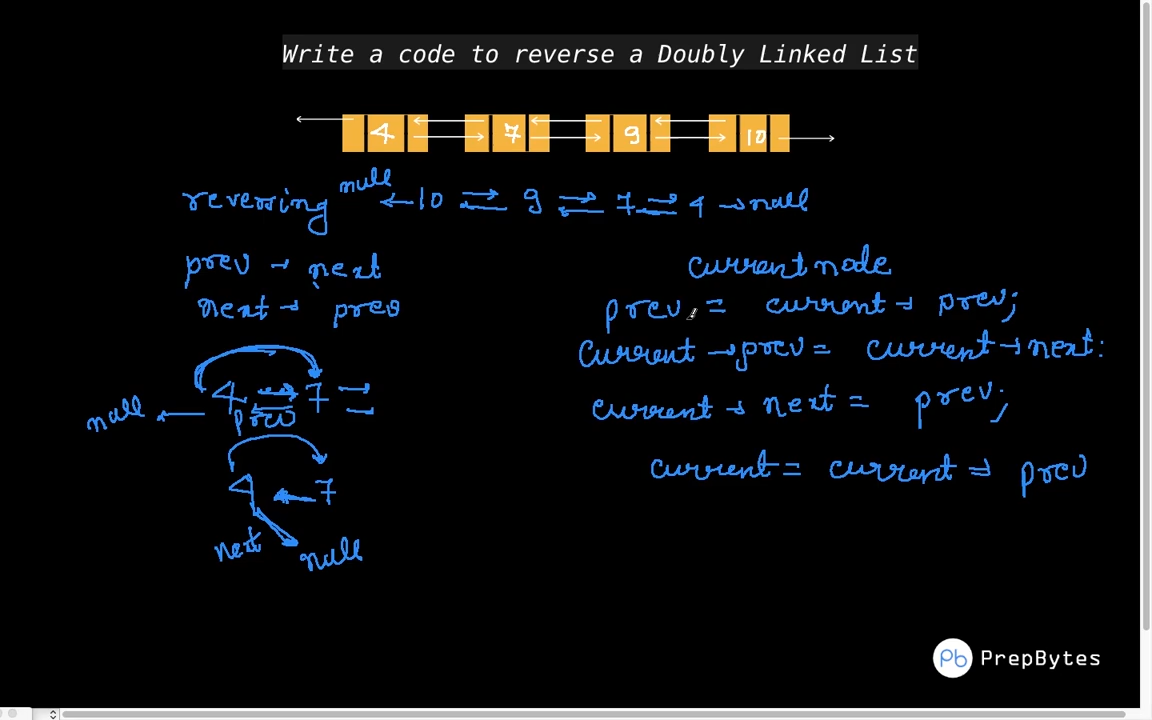 Write a code to reverse a Doubly Linked List
4 7 9 10
reversing null ← 10 ⇄ 9 ⇄ 7 ⇄ 4 → null
prev → next
next → prev
current node
prev = current → prev;
current → prev = current → next;
current → next = prev;
current = current → prev
null ← 4 ⇄ 7
prev
4 ← 7
next null
Pb PrepBytes